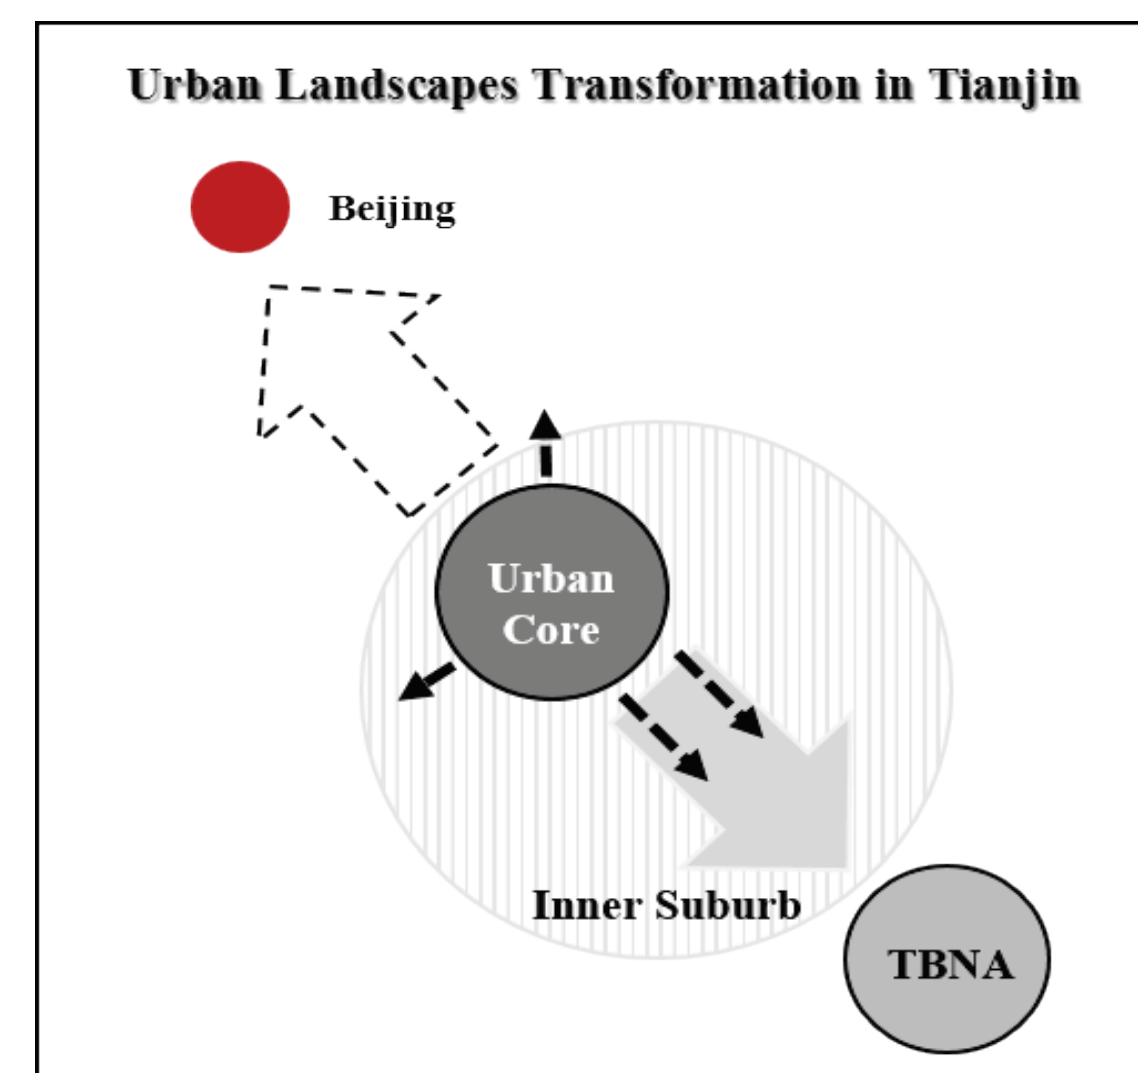 Urban Landscapes Transformation in Tianjin
Beijing
Urban
Core
Inner Suburb
TBNA